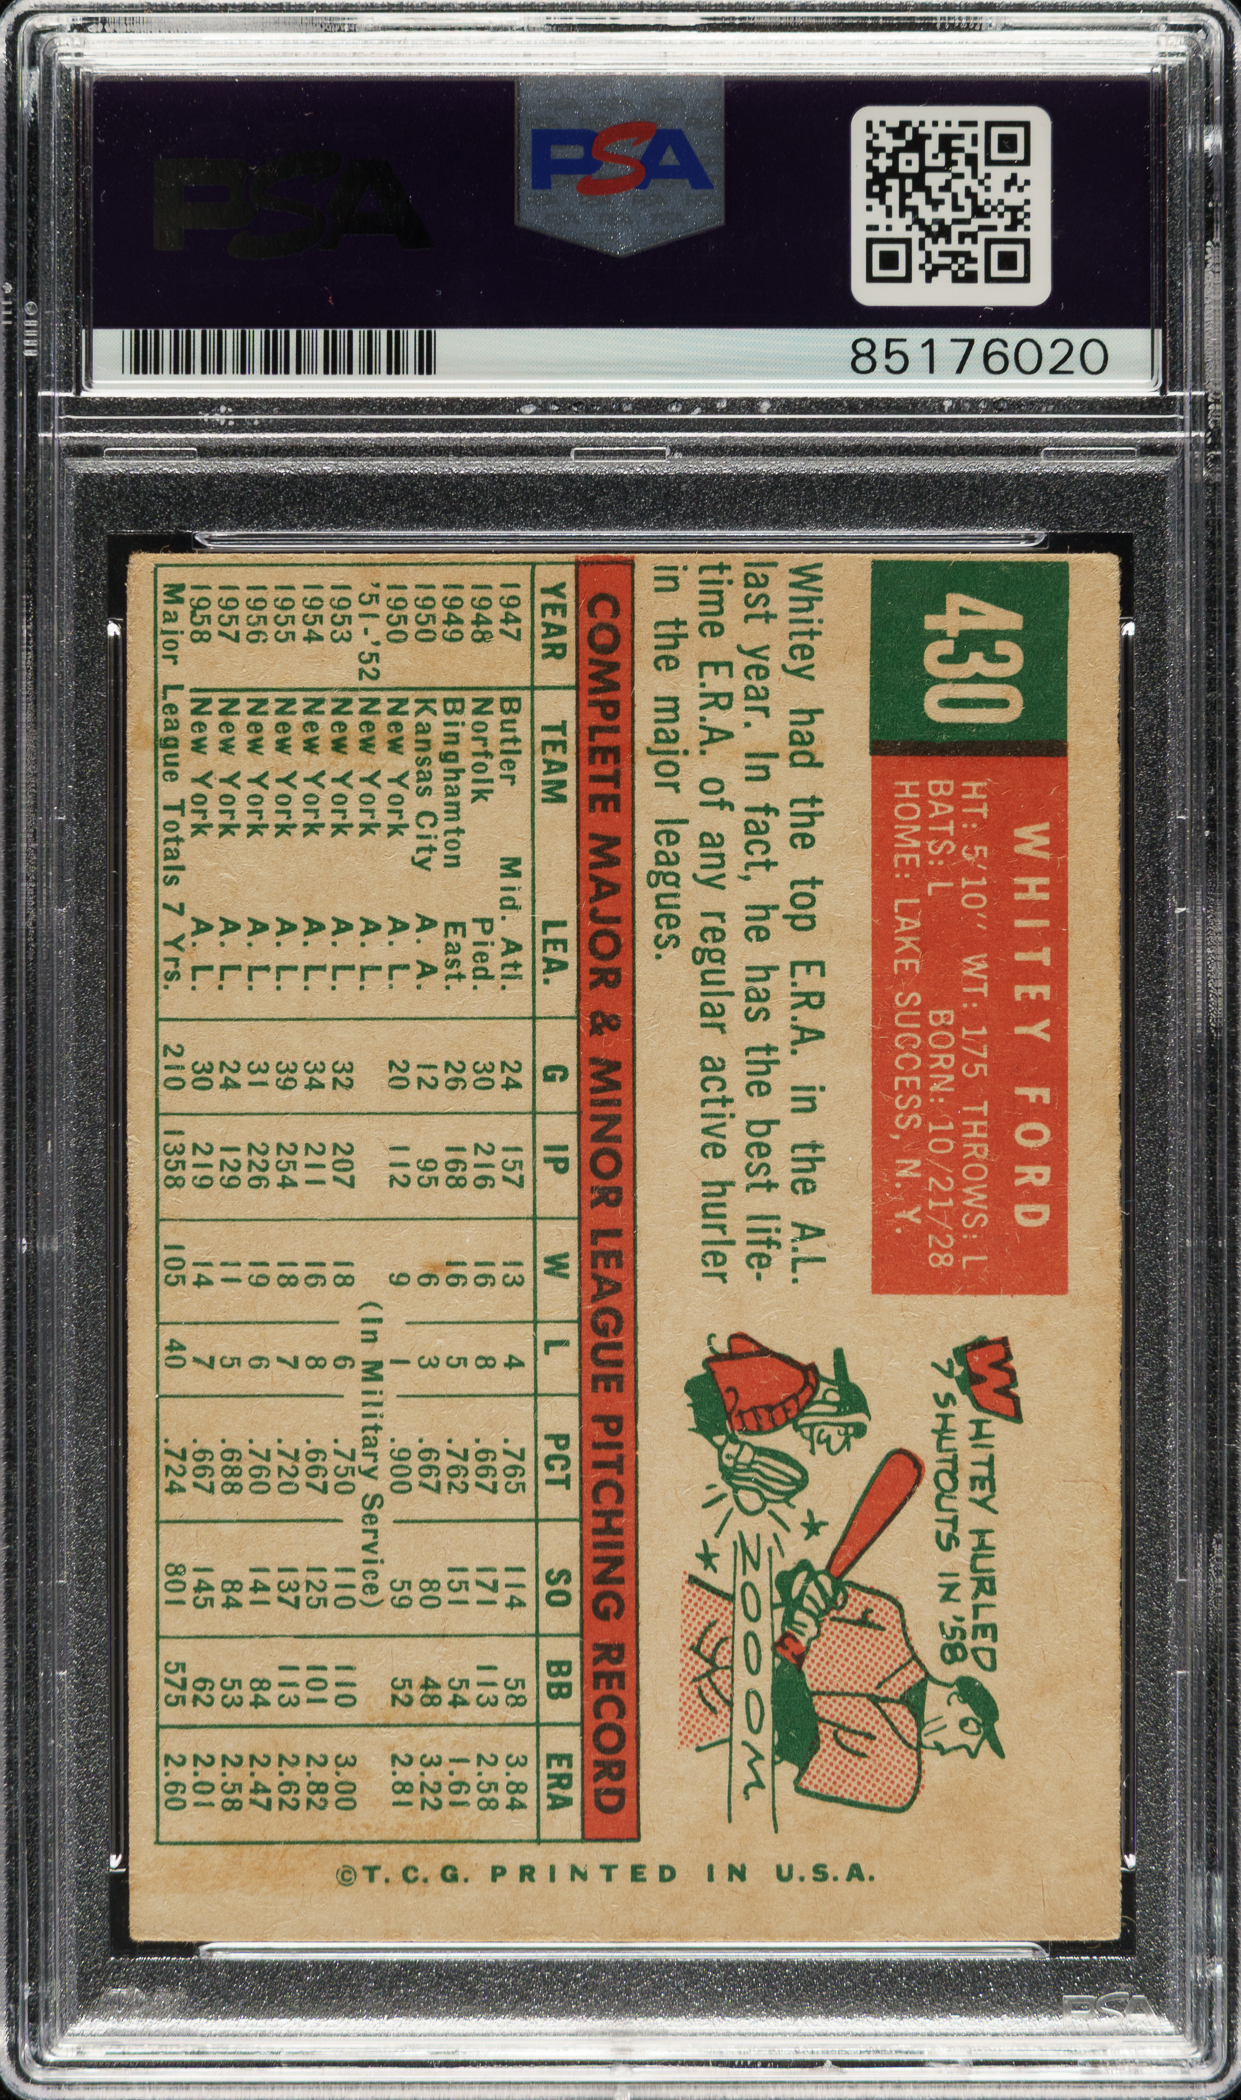 PSA
PSA
85176020
430
WHITEY FORD
HT: 5'10'' WT: 175 THROWS: L
BATS: L BORN: 10/21/28
HOME: LAKE SUCCESS, N. Y.
Whitey had the top E.R.A. in the A.L.
last year. In fact, he has the best life-
time E.R.A. of any regular active hurler
in the major leagues.
WHITEY HURLED
7 SHUTOUTS IN '58
ZOOOOM
COMPLETE MAJOR & MINOR LEAGUE PITCHING RECORD
YEAR TEAM LEA. G IP W L PCT SO BB ERA
1947 Butler Mid. Atl. 24 157 13 4 .765 114 58 3.84
1948 Norfolk Pied. 30 216 16 8 .667 171 113 2.58
1949 Binghamton East. 26 168 16 5 .762 151 54 1.61
1950 Kansas City A. A. 12 95 6 3 .667 80 48 3.22
1950 New York A. L. 20 112 9 1 .900 59 52 2.81
'51-'52 New York A. L. (In Military Service)
1953 New York A. L. 32 207 18 6 .750 110 110 3.00
1954 New York A. L. 34 211 16 8 .667 125 101 2.82
1955 New York A. L. 39 254 18 7 .720 137 113 2.62
1956 New York A. L. 31 226 19 6 .760 141 84 2.47
1957 New York A. L. 24 129 11 5 .688 84 53 2.58
1958 New York A. L. 30 219 14 7 .667 145 62 2.01
Major League Totals 7 Yrs. 210 1358 105 40 .724 801 575 2.60
©T. C. G. PRINTED IN U.S.A.
PSA